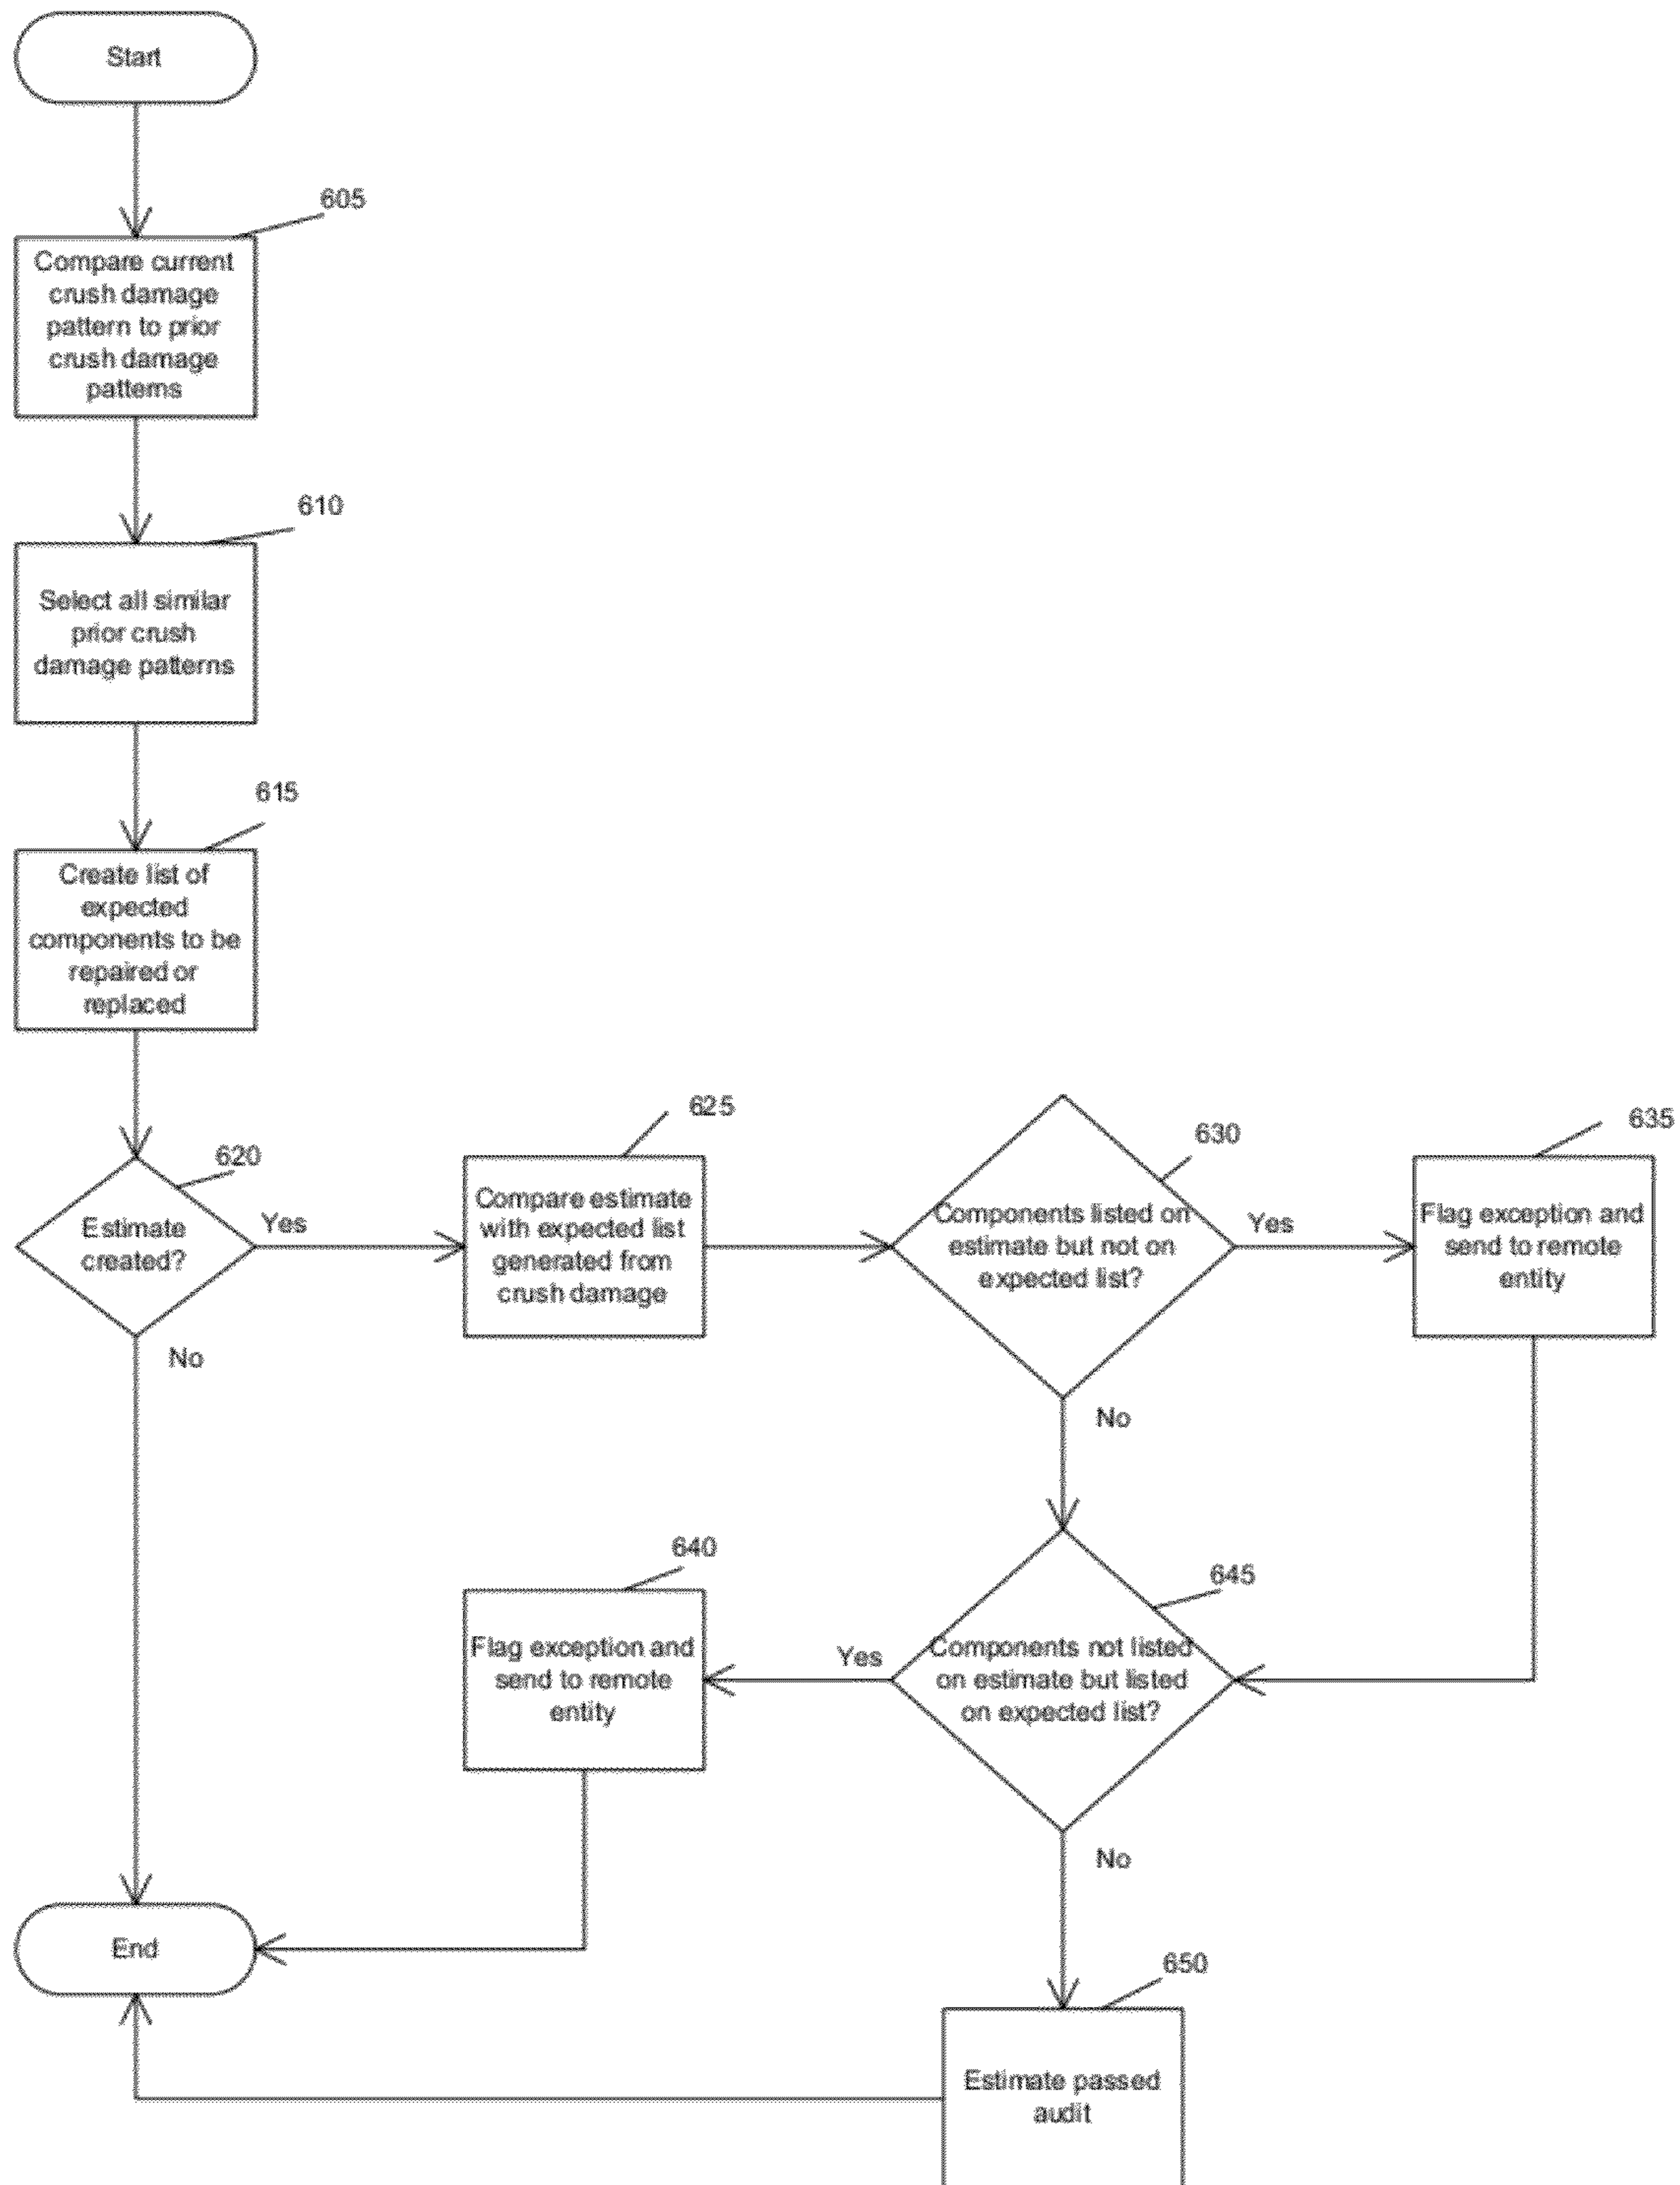 Start
605
Compare current
crush damage
pattern to prior
crush damage
patterns
610
Select all similar
prior crush
damage patterns
615
Create list of
expected
components to be
repaired or
replaced
620
Estimate
created?
Yes
No
625
Compare estimate
with expected list
generated from
crush damage
630
Components listed on
estimate but not on
expected list?
Yes
No
635
Flag exception and
send to remote
entity
640
Flag exception and
send to remote
entity
Yes
645
Components not listed
on estimate but listed
on expected list?
No
End
650
Estimate passed
audit